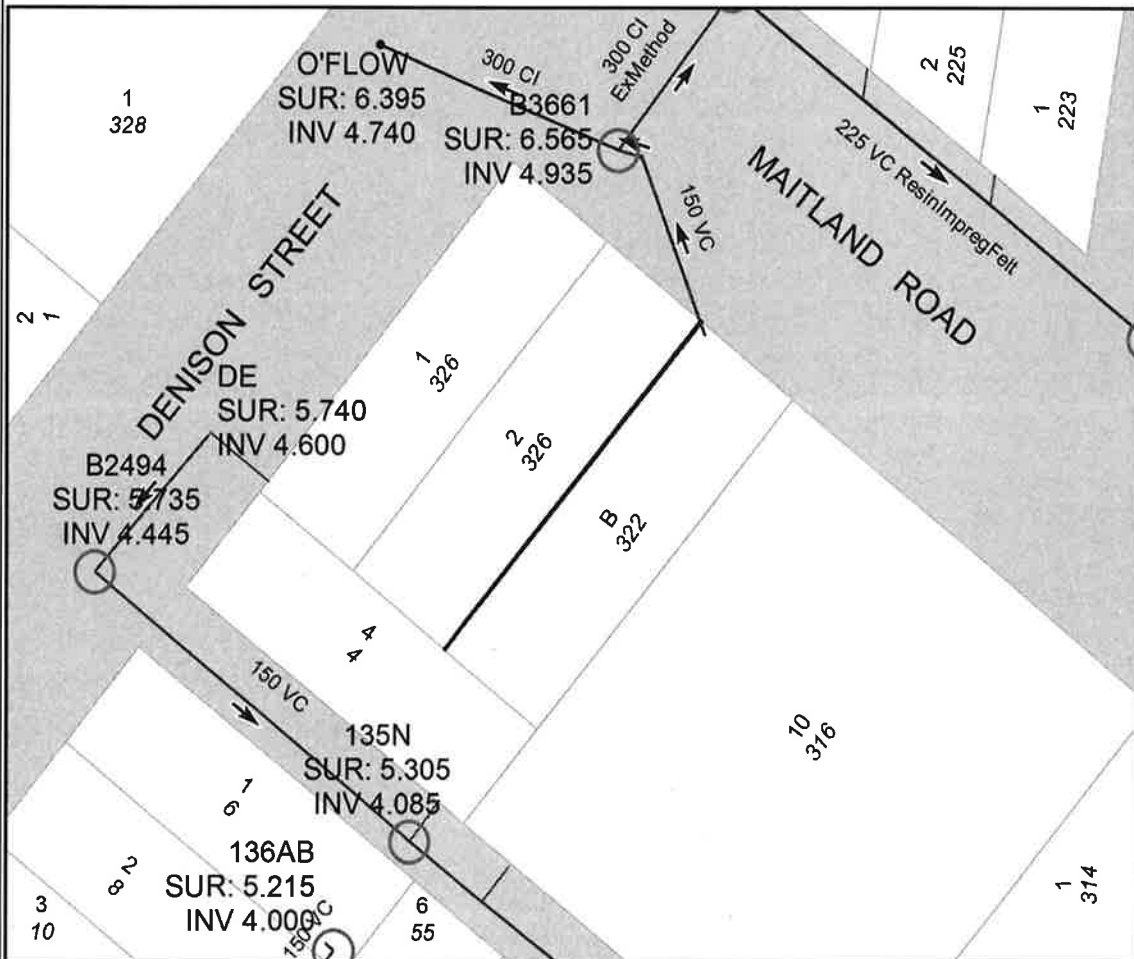 1
328
O'FLOW
SUR: 6.395
INV 4.740
300 CI
300 CI
ExMethod
B3661
SUR: 6.565
INV 4.935
2
225
1
223
225 VC ResinImpregFelt
MAITLAND ROAD
150 VC
DENISON STREET
2
1
1
326
2
326
B
322
DE
SUR: 5.740
INV 4.600
B2494
SUR: 5.735
INV 4.445
4
4
150 VC
135N
SUR: 5.305
INV 4.085
10
316
1
6
136AB
SUR: 5.215
INV 4.000
150 VC
2
8
3
10
6
55
1
314